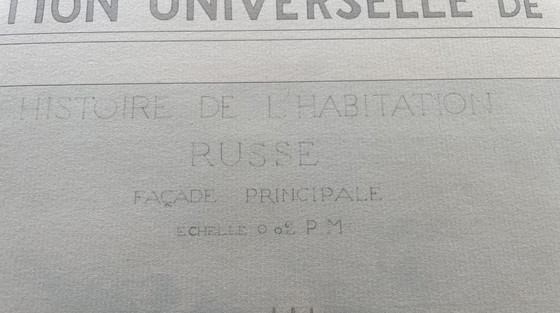 TION UNIVERSELLE DE
HISTOIRE DE L'HABITATION
RUSSE
FAÇADE PRINCIPALE
ECHELLE 0 02 P M